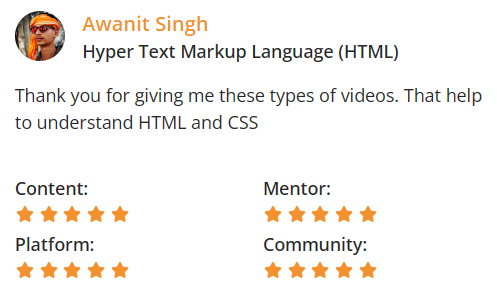 Awanit Singh
Hyper Text Markup Language (HTML)
Thank you for giving me these types of videos. That help
to understand HTML and CSS
Content:
Mentor:
Platform:
Community: